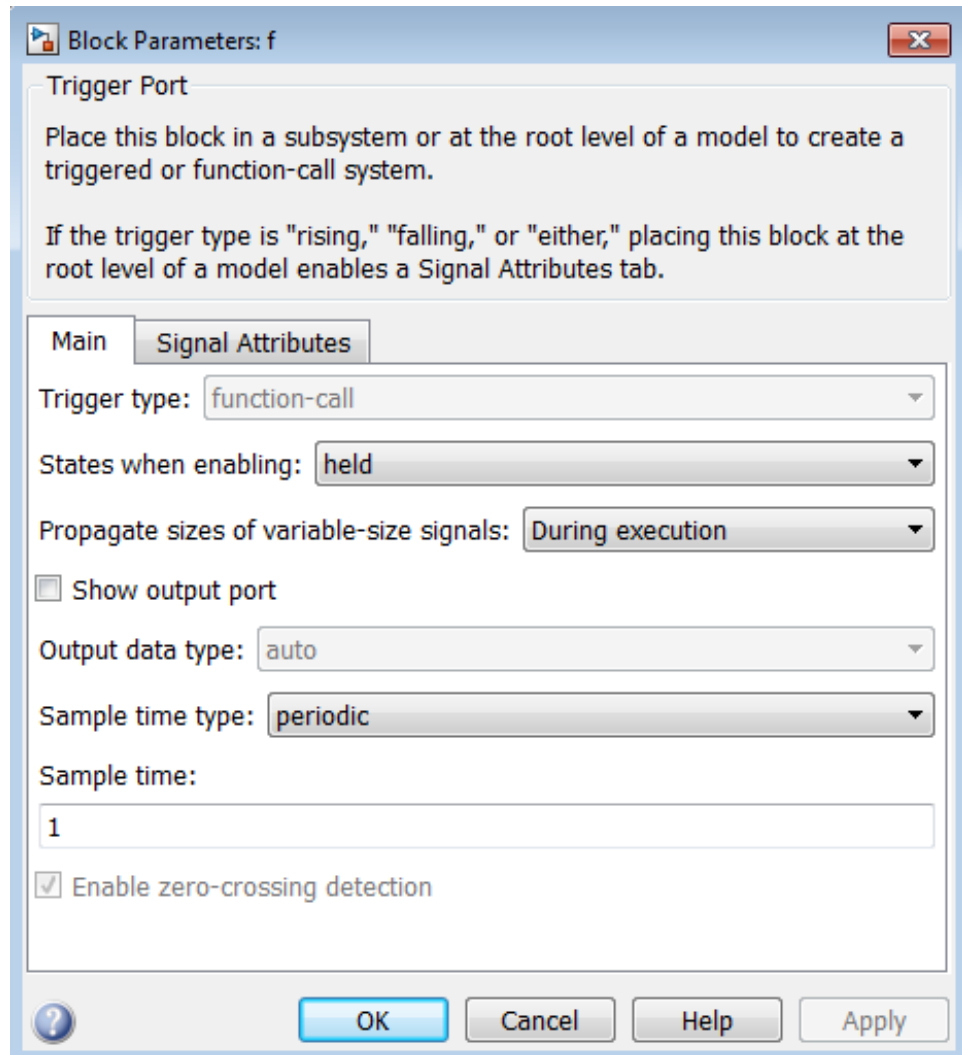 Block Parameters: f
Trigger Port
Place this block in a subsystem or at the root level of a model to create a
triggered or function-call system.
If the trigger type is "rising," "falling," or "either," placing this block at the
root level of a model enables a Signal Attributes tab.
Main Signal Attributes
Trigger type: function-call
States when enabling: held
Propagate sizes of variable-size signals: During execution
Show output port
Output data type: auto
Sample time type: periodic
Sample time:
1
Enable zero-crossing detection
? OK Cancel Help Apply